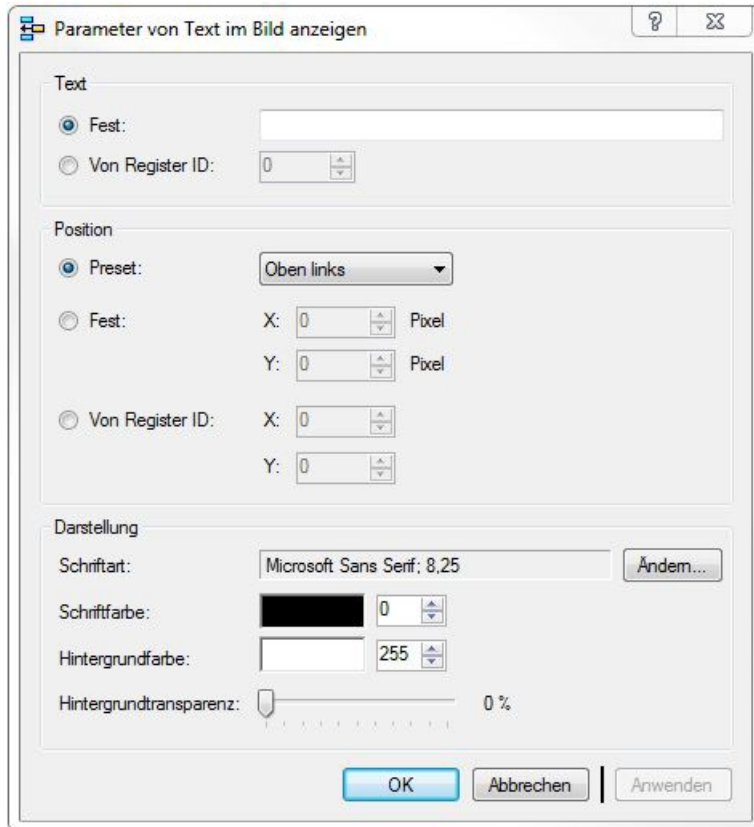 Parameter von Text im Bild anzeigen
Text
Fest:
Von Register ID: 0
Position
Preset: Oben links
Fest: X: 0 Pixel
Y: 0 Pixel
Von Register ID: X: 0
Y: 0
Darstellung
Schriftart: Microsoft Sans Serif; 8,25 Ändern...
Schriftfarbe: 0
Hintergrundfarbe: 255
Hintergrundtransparenz: 0 %
OK Abbrechen Anwenden